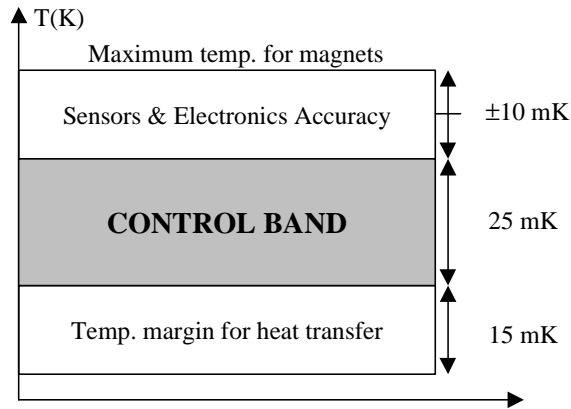 T(K)
Maximum temp. for magnets
Sensors & Electronics Accuracy
±10 mK
CONTROL BAND
25 mK
Temp. margin for heat transfer
15 mK